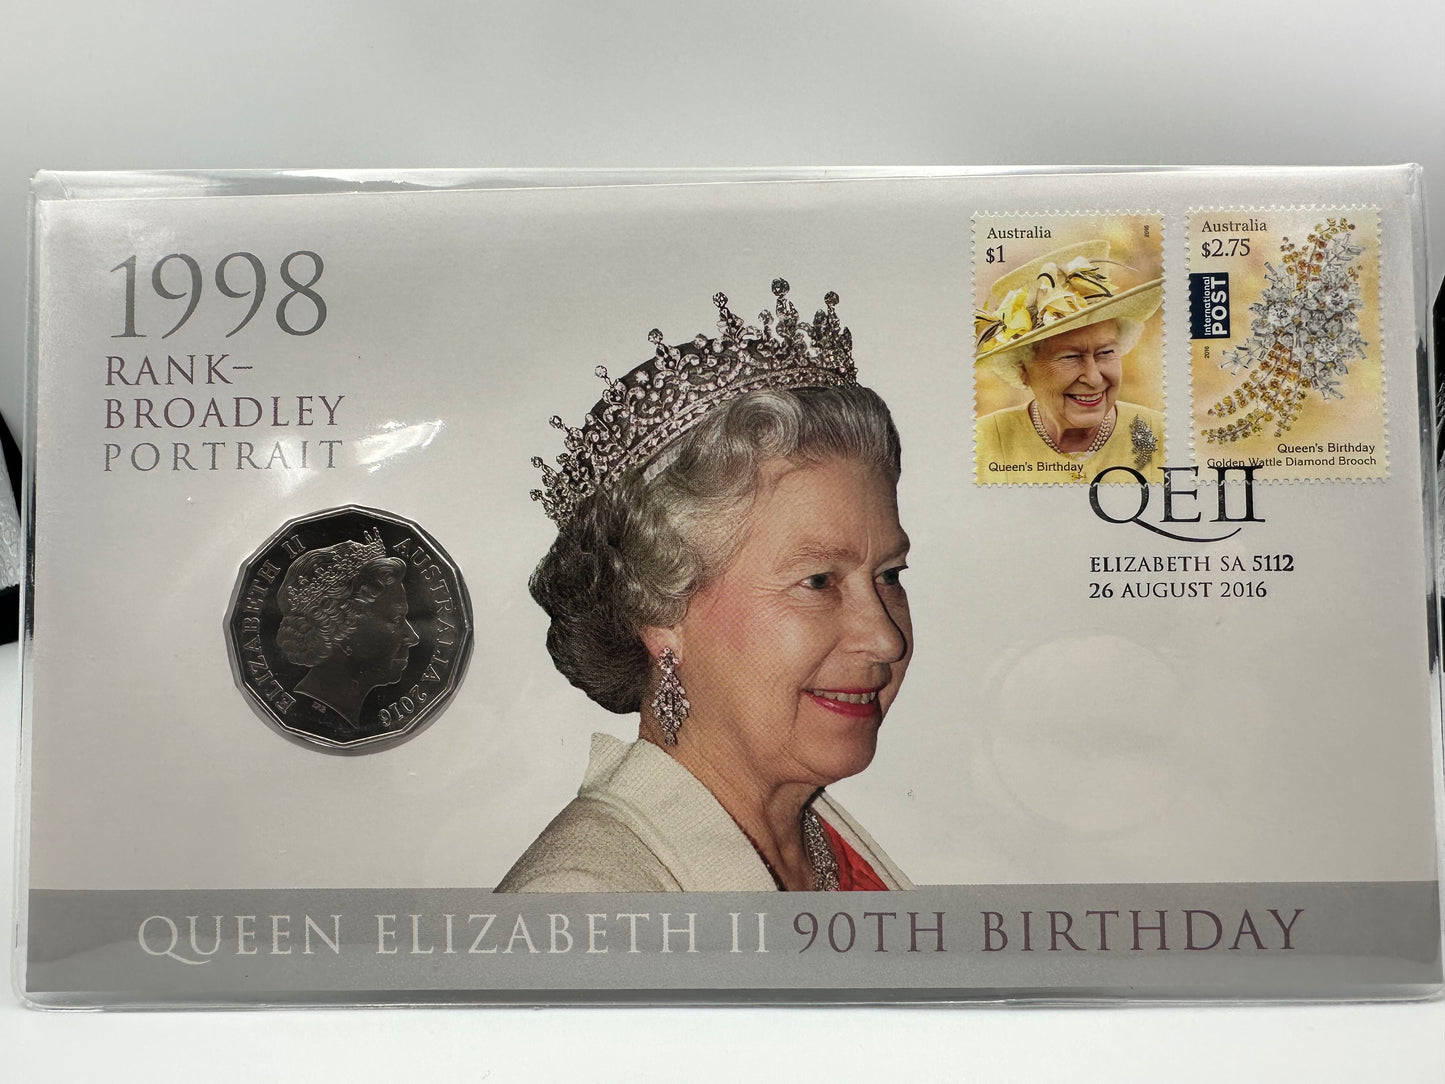 1998
RANK–
BROADLEY
PORTRAIT
ELIZABETH II AUSTRALIA 2016
IRB
Australia
$1
2016
Queen's Birthday
Australia
$2.75
International
POST
2016
Queen's Birthday
Golden Wattle Diamond Brooch
QEII
ELIZABETH SA 5112
26 AUGUST 2016
QUEEN ELIZABETH II 90TH BIRTHDAY